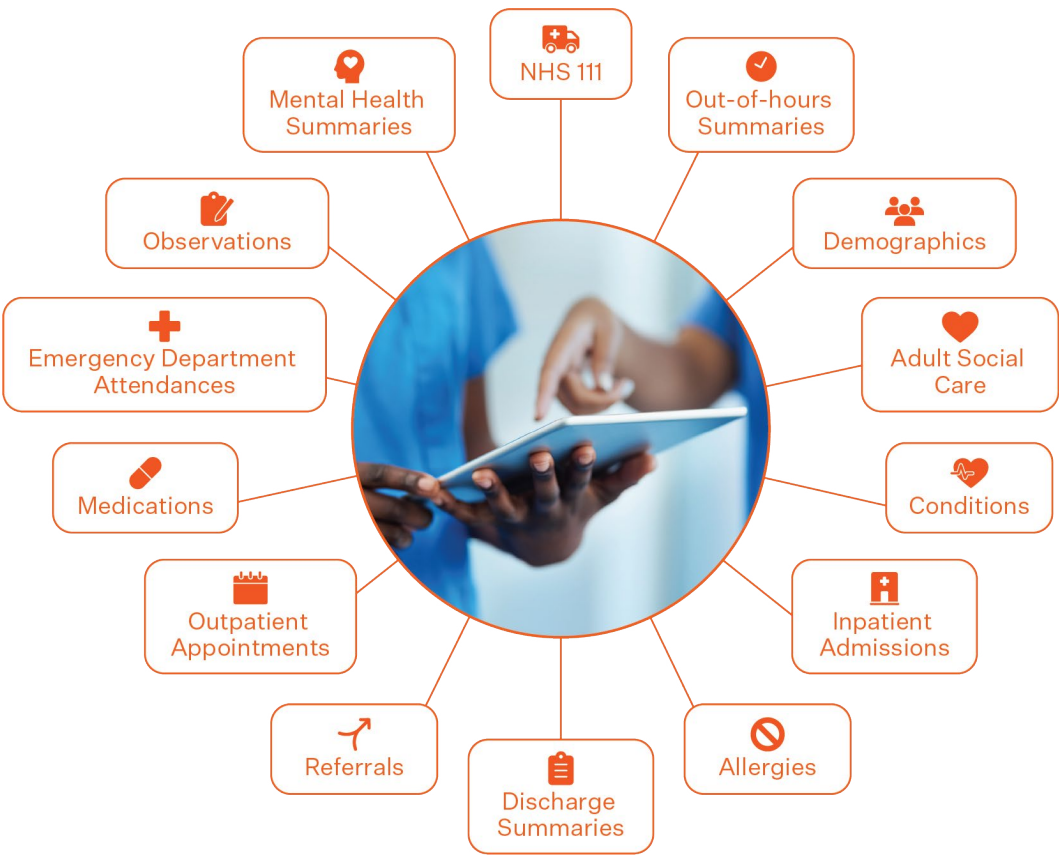 NHS 111
Mental Health
Summaries
Out-of-hours
Summaries
Observations
Demographics
Emergency Department
Attendances
Adult Social
Care
Medications
Conditions
Outpatient
Appointments
Inpatient
Admissions
Referrals
Allergies
Discharge
Summaries